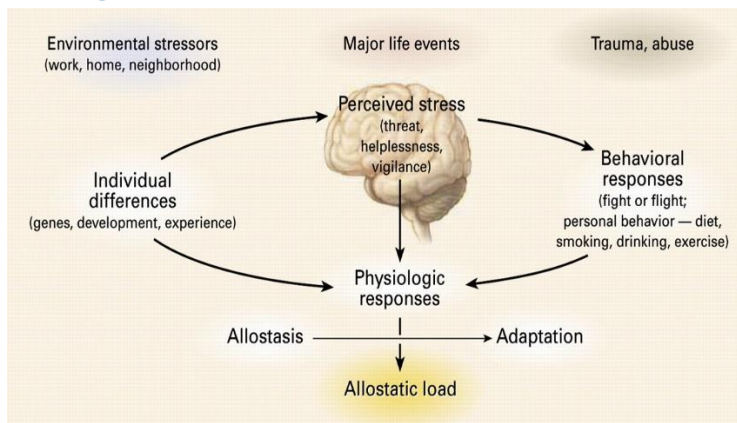 Environmental stressors
(work, home, neighborhood)
Major life events
Trauma, abuse
Perceived stress
(threat,
helplessness,
vigilance)
Individual
differences
(genes, development, experience)
Behavioral
responses
(fight or flight;
personal behavior — diet,
smoking, drinking, exercise)
Physiologic
responses
Allostasis
Adaptation
Allostatic load